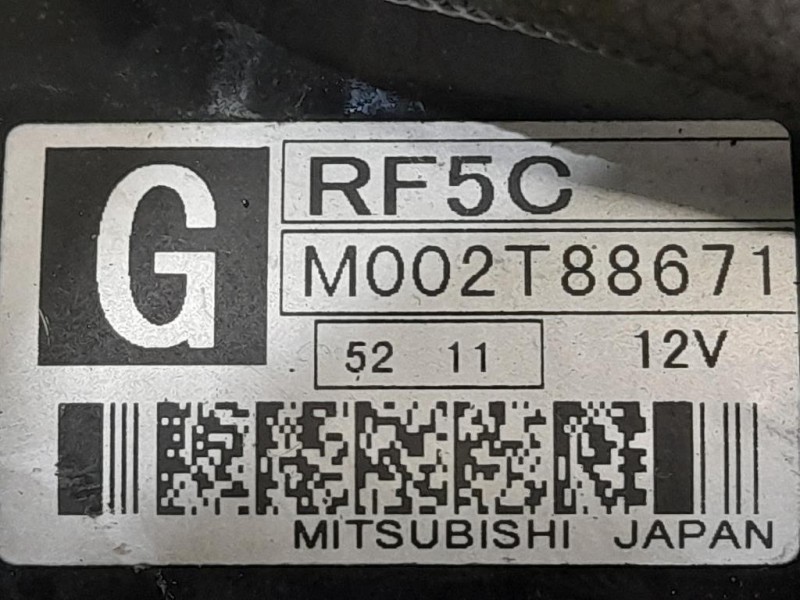 G
RF5C
M002T88671
52 11
12V
MITSUBISHI JAPAN